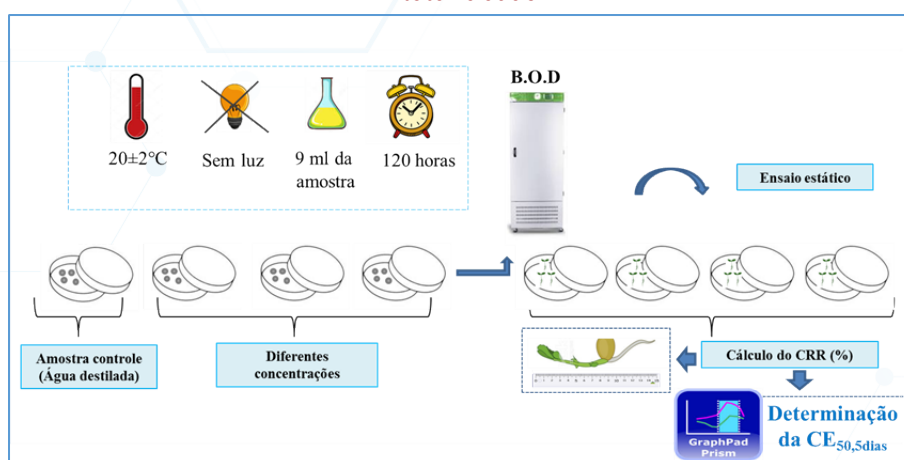 B.O.D
20±2°C
Sem luz
9 ml da
amostra
120 horas
Ensaio estático
Amostra controle
(Água destilada)
Diferentes
concentrações
Cálculo do CRR (%)
GraphPad
Prism
Determinação
da CE50,5dias